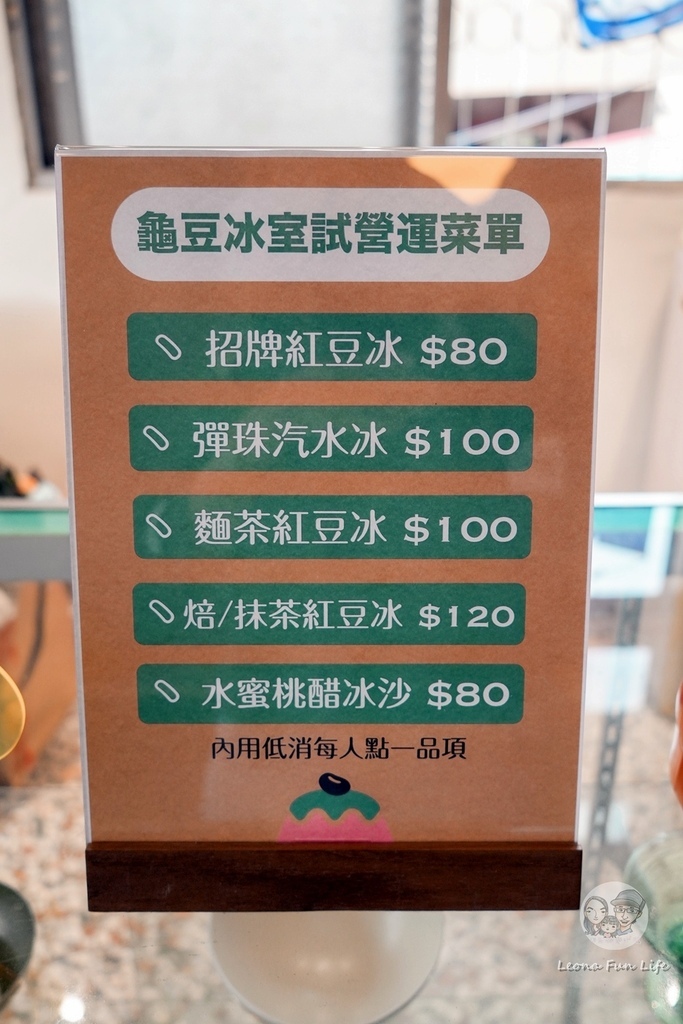 龜豆冰室試營運菜單
招牌紅豆冰 $80
彈珠汽水冰 $100
麵茶紅豆冰 $100
焙/抹茶紅豆冰 $120
水蜜桃醋冰沙 $80
內用低消每人點一品項
Leona Fun Life